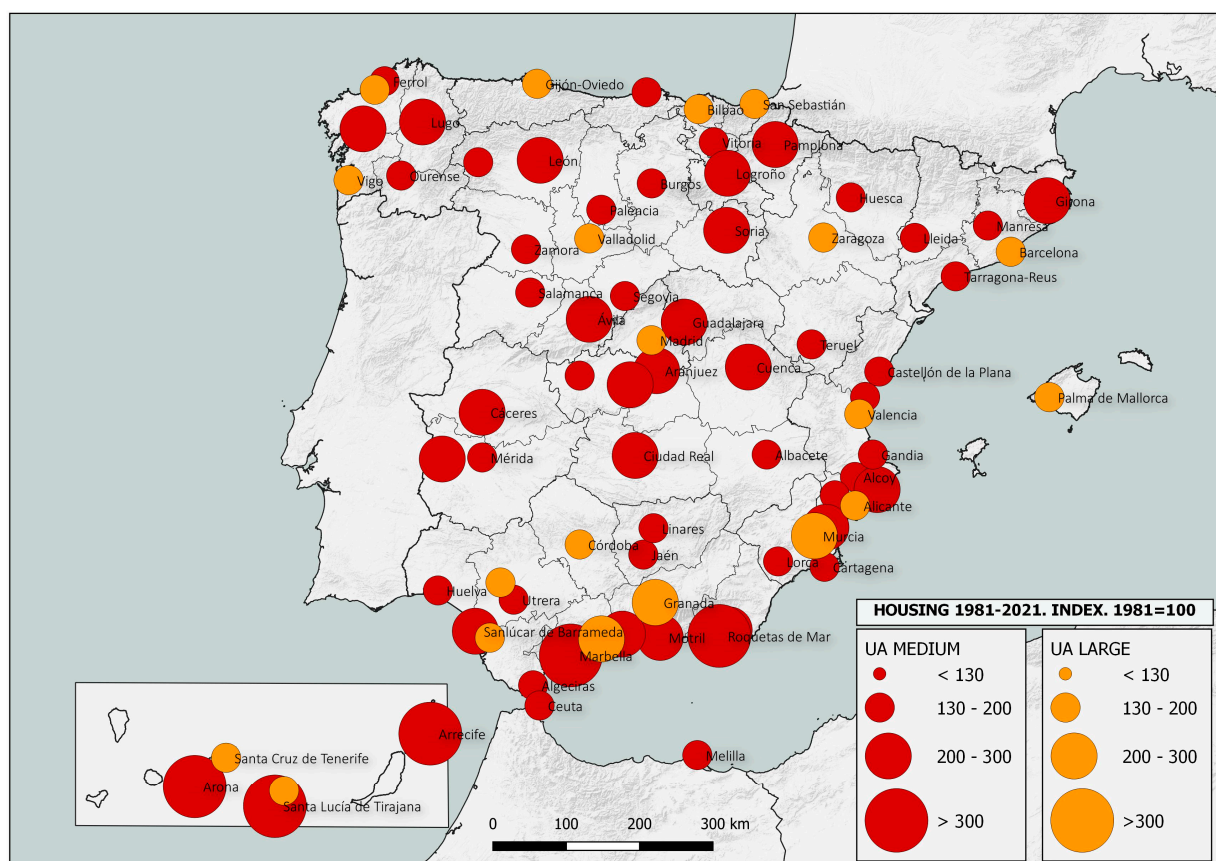 Ferrol
Gijón-Oviedo
San Sebastián
Bilbao
Lugo
Vitoria
Pamplona
León
Logroño
Ourense
Vigo
Burgos
Huesca
Girona
Palencia
Soria
Manresa
Valladolid
Zaragoza
Lleida
Zamora
Barcelona
Tarragona-Reus
Salamanca
Segovia
Ávila
Guadalajara
Madrid
Teruel
Aranjuez
Cuenca
Castellón de la Plana
Palma de Mallorca
Cáceres
Valencia
Mérida
Ciudad Real
Albacete
Gandia
Alcoy
Alicante
Linares
Murcia
Córdoba
Jaén
Lorca
Cartagena
Huelva
Utrera
Granada
Sanlúcar de Barrameda
Motril
Roquetas de Mar
Marbella
Algeciras
Ceuta
Melilla
Arrecife
Santa Cruz de Tenerife
Arona
Santa Lucía de Tirajana
0 100 200 300 km
HOUSING 1981-2021. INDEX. 1981=100
UA MEDIUM
< 130
130 - 200
200 - 300
> 300
UA LARGE
< 130
130 - 200
200 - 300
>300